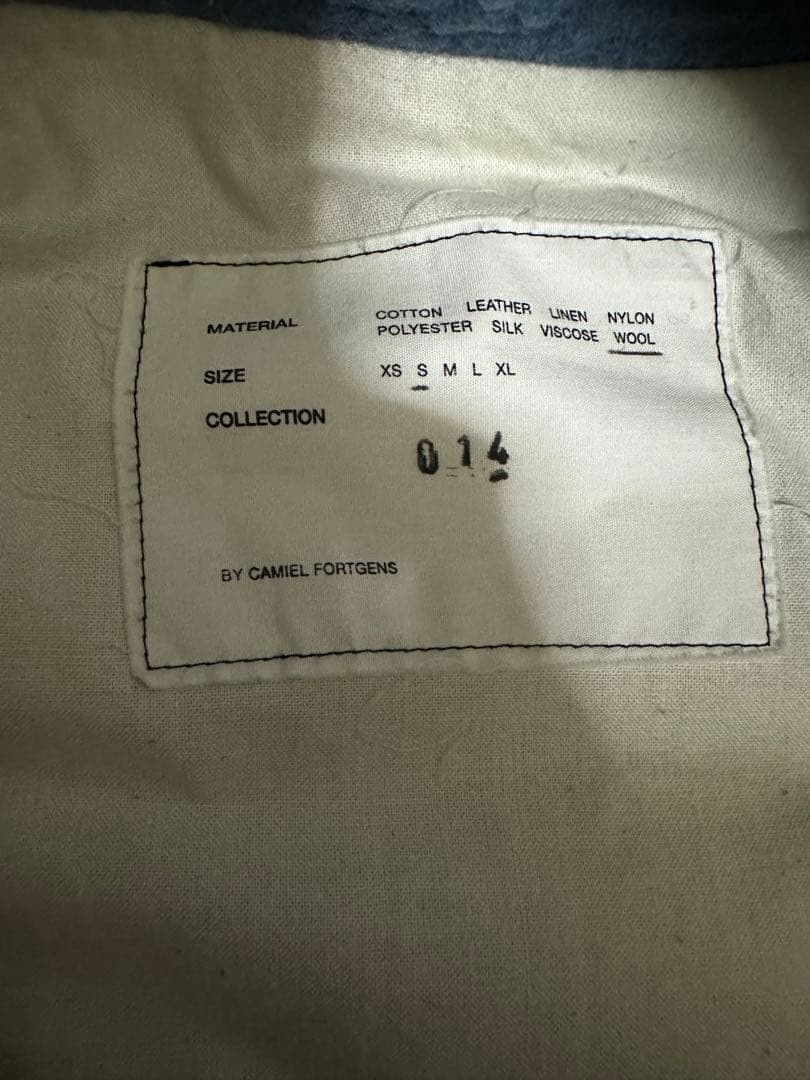 MATERIAL COTTON LEATHER LINEN NYLON
POLYESTER SILK VISCOSE WOOL
SIZE XS S M L XL
COLLECTION
014
BY CAMIEL FORTGENS